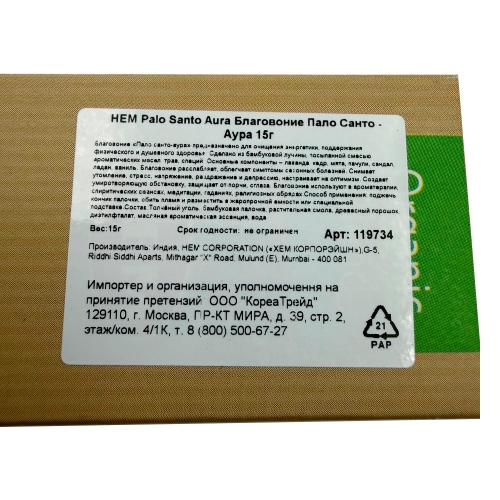 HEM Palo Santo Aura Благовоние Пало Санто -
Аура 15г
Благовоние «Пало санто-аура» предназначено для очищения энергетики, поддержания
физического и душевного здоровья. Сделано из бамбуковой лучины, посыпанной смесью
ароматических масел, трав, специй. Основные компоненты – лаванда, кедр, мята, пачули, сандал,
ладан, ваниль. Благовоние расслабляет, облегчает симптомы сезонных болезней. Снимает
утомление, стресс, напряжение, раздражение и депрессию, настраивает на оптимизм. Создает
умиротворяющую обстановку, защищает от порчи, сглаза. Благовоние используют в ароматерапии,
спиритических сеансах, медитации, гаданиях, различных ритуалах. Способ применения: поджечь
кончик палочки, сбить пламя и разместить в жаропрочной емкости или специальной
подставке. Состав: Толчёный уголь, бамбуковая палочка, растительная смола, древесный порошок,
диэтилфталат, масляная ароматическая эссенция, вода
Вес: 15г Срок годности: не ограничен Арт: 119734
Производитель: Индия, HEM CORPORATION («ХЕМ КОРПОРЭЙШН»), G-5,
Riddhi Siddhi Aparts, Mithagar "X" Road, Mulund (E). Mumbai - 400 081
Импортер и организация, уполномочення на
принятие претензий ООО "КореаТрейд"
129110, г. Москва, ПР-КТ МИРА, д. 39, стр. 2,
этаж/ком. 4/1К, т. 8 (800) 500-67-27
21
PAP
Organic